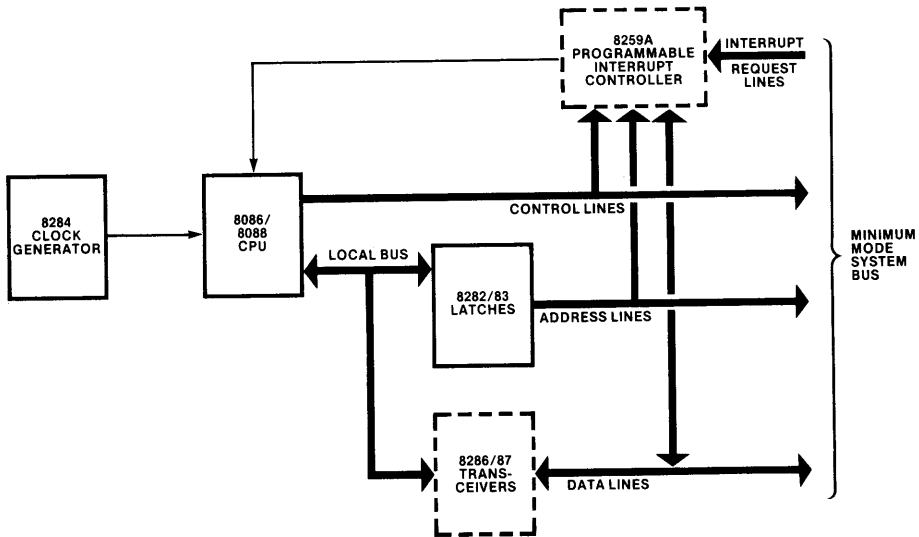 8259A
PROGRAMMABLE
INTERRUPT
CONTROLLER
INTERRUPT
REQUEST
LINES
8284
CLOCK
GENERATOR
8086/
8088
CPU
CONTROL LINES
LOCAL BUS
8282/83
LATCHES
ADDRESS LINES
MINIMUM
MODE
SYSTEM
BUS
8286/87
TRANS-
CEIVERS
DATA LINES